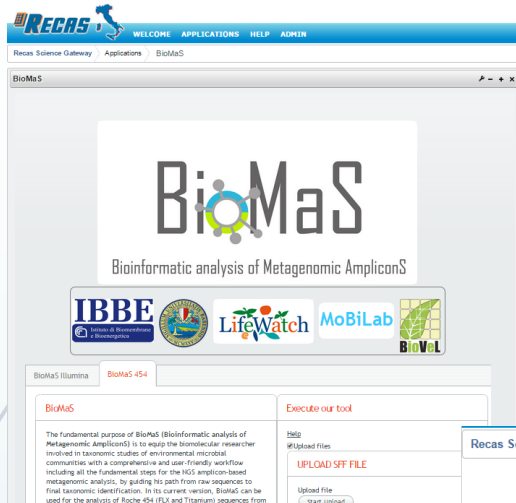 RECAS
WELCOME APPLICATIONS HELP ADMIN
Recas Science Gateway Applications BioMaS
BioMaS
BioMaS
Bioinformatic analysis of Metagenomic AmpliconS
IBBE
Istituto di Biomembrane
e Bioenergetica
LifeWatch
MoBiLab
BioVeL
BioMaS Illumina
BioMaS 454
BioMaS
The fundamental purpose of BioMaS (Bioinformatic analysis of
Metagenomic AmpliconS) is to equip the biomolecular researcher
involved in taxonomic studies of environmental microbial
communities with a comprehensive and user-friendly workflow
including all the fundamental steps for the NGS amplicon-based
metagenomic analysis, by guiding his path from raw sequences to
final taxonomic identification. In its current version, BioMaS can be
used for the analysis of Roche 454 (FLX and Titanium) sequences from
Execute our tool
Help
Upload files
UPLOAD SFF FILE
Upload file
Start upload
Recas S